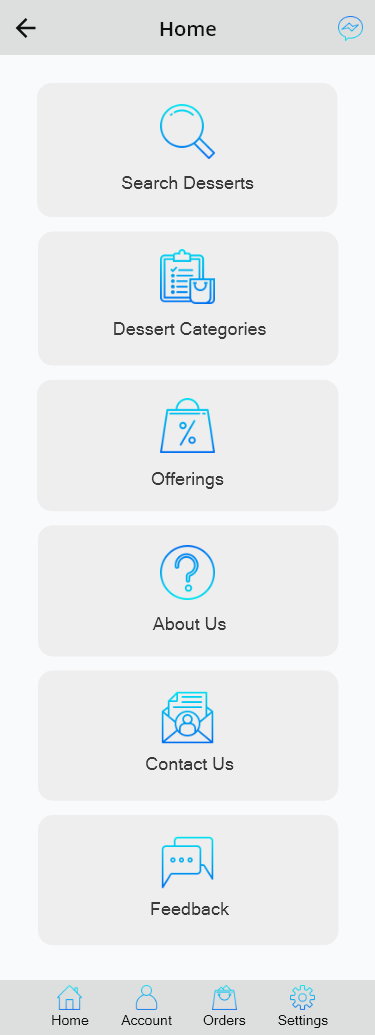 Home
Search Desserts
Dessert Categories
Offerings
About Us
Contact Us
Feedback
Home Account Orders Settings